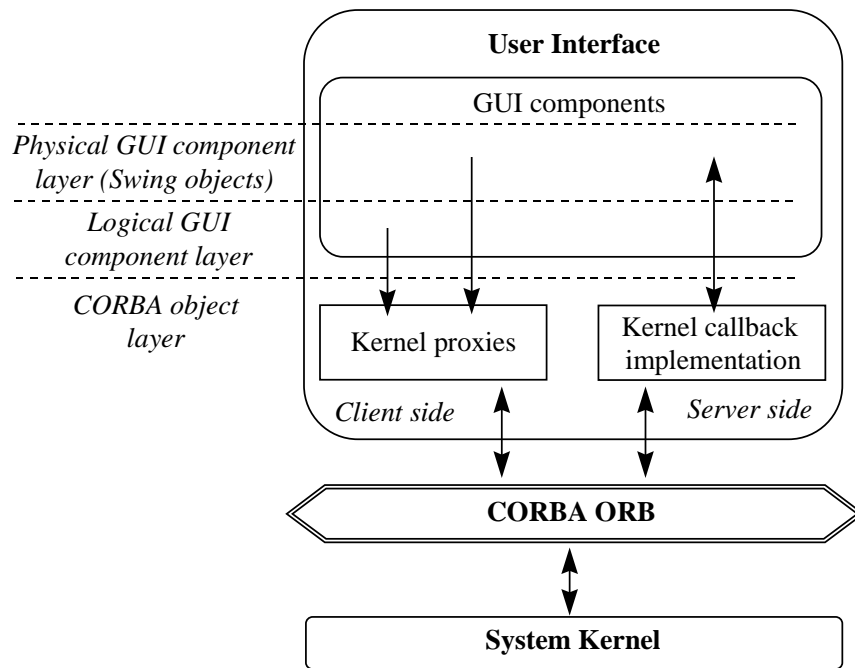 User Interface
GUI components
Physical GUI component
layer (Swing objects)
Logical GUI
component layer
CORBA object
layer
Kernel proxies
Kernel callback
implementation
Client side
Server side
CORBA ORB
System Kernel